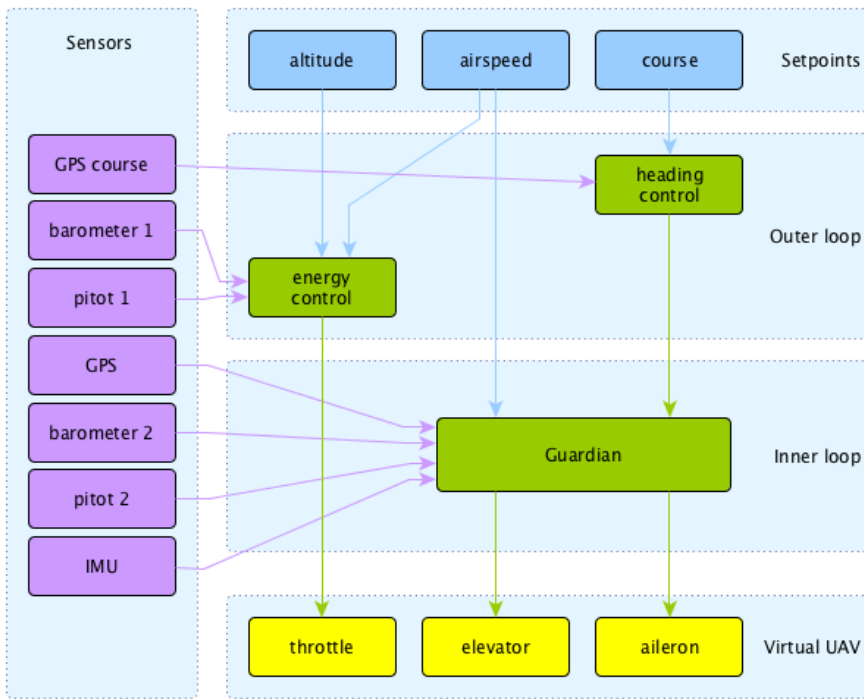 Sensors
altitude
airspeed
course
Setpoints
GPS course
heading
control
barometer 1
Outer loop
pitot 1
energy
control
GPS
barometer 2
Guardian
Inner loop
pitot 2
IMU
throttle
elevator
aileron
Virtual UAV